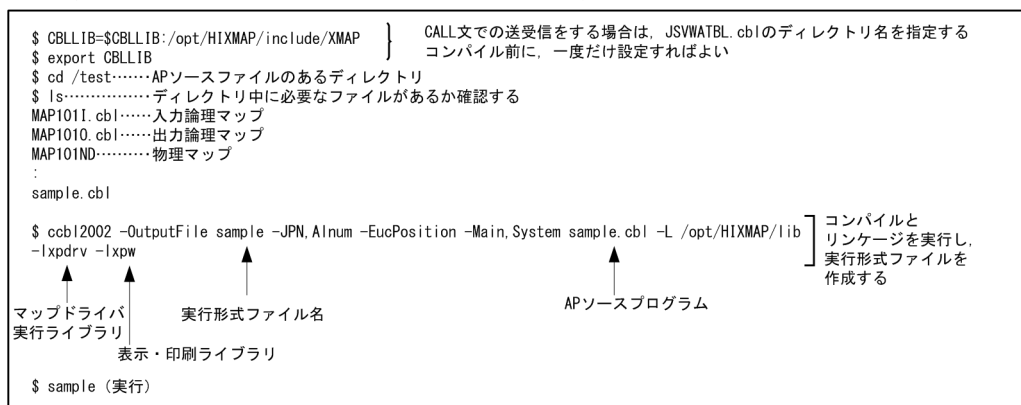 $ CBLLIB=$CBLLIB:/opt/HIXMAP/include/XMAP
$ export CBLLIB
CALL文での送受信をする場合は，JSVWATBL.cblのディレクトリ名を指定する
コンパイル前に，一度だけ設定すればよい
$ cd /test……‥APソースファイルのあるディレクトリ
$ ls……………ディレクトリ中に必要なファイルがあるか確認する
MAP101I.cbl……入力論理マップ
MAP101O.cbl……出力論理マップ
MAP101ND………物理マップ
:
sample.cbl
$ ccbl2002 -OutputFile sample -JPN,Alnum -EucPosition -Main,System sample.cbl -L /opt/HIXMAP/lib
-lxpdrv -lxpw
コンパイルと
リンケージを実行し，
実行形式ファイルを
作成する
マップドライバ
実行ライブラリ
実行形式ファイル名
APソースプログラム
表示・印刷ライブラリ
$ sample（実行）